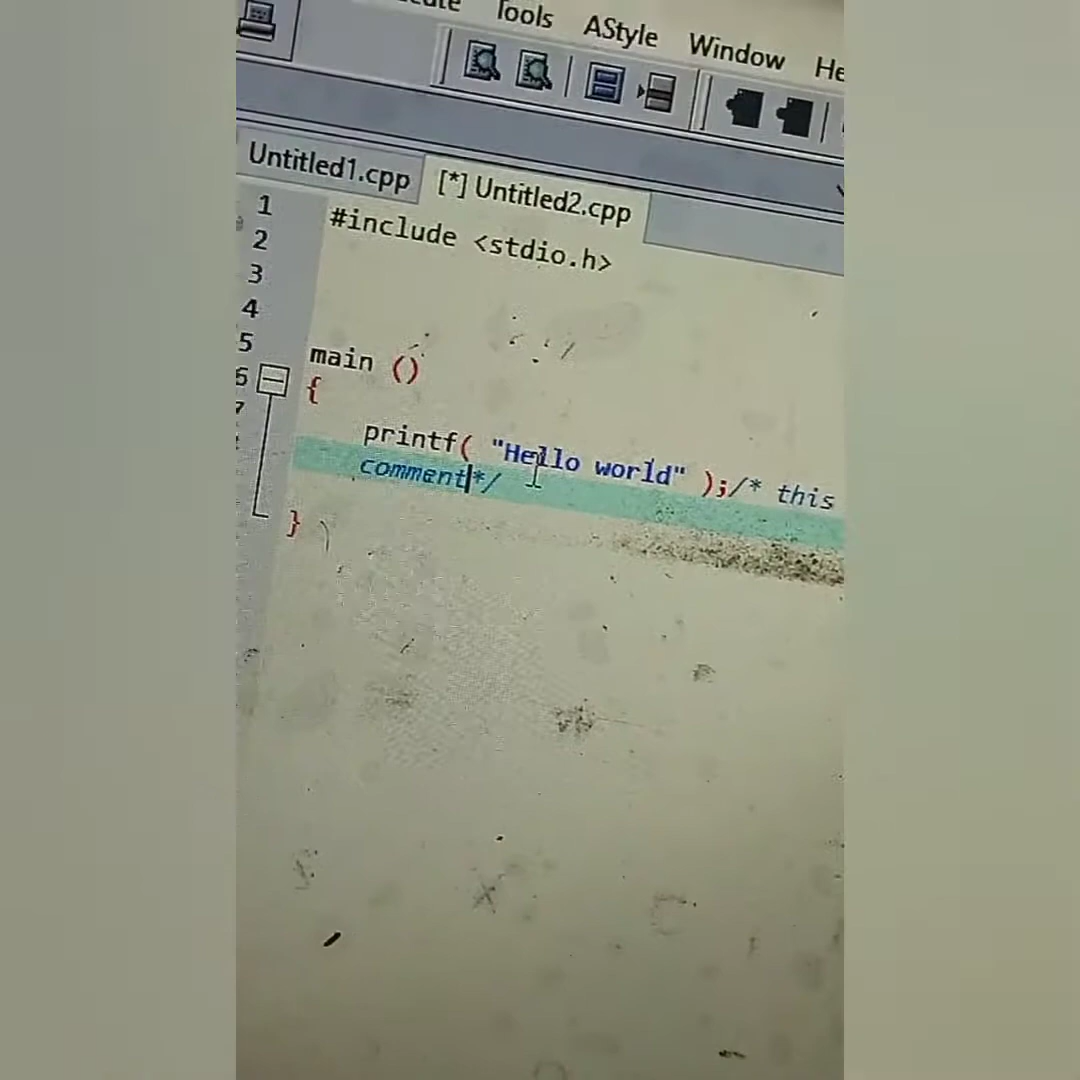 Tools AStyle Window
Untitled1.cpp [*] Untitled2.cpp
1 #include <stdio.h>
2
3
4
5 main ()
6 {
7
printf( "Hello world" );/* this
comment*/
}